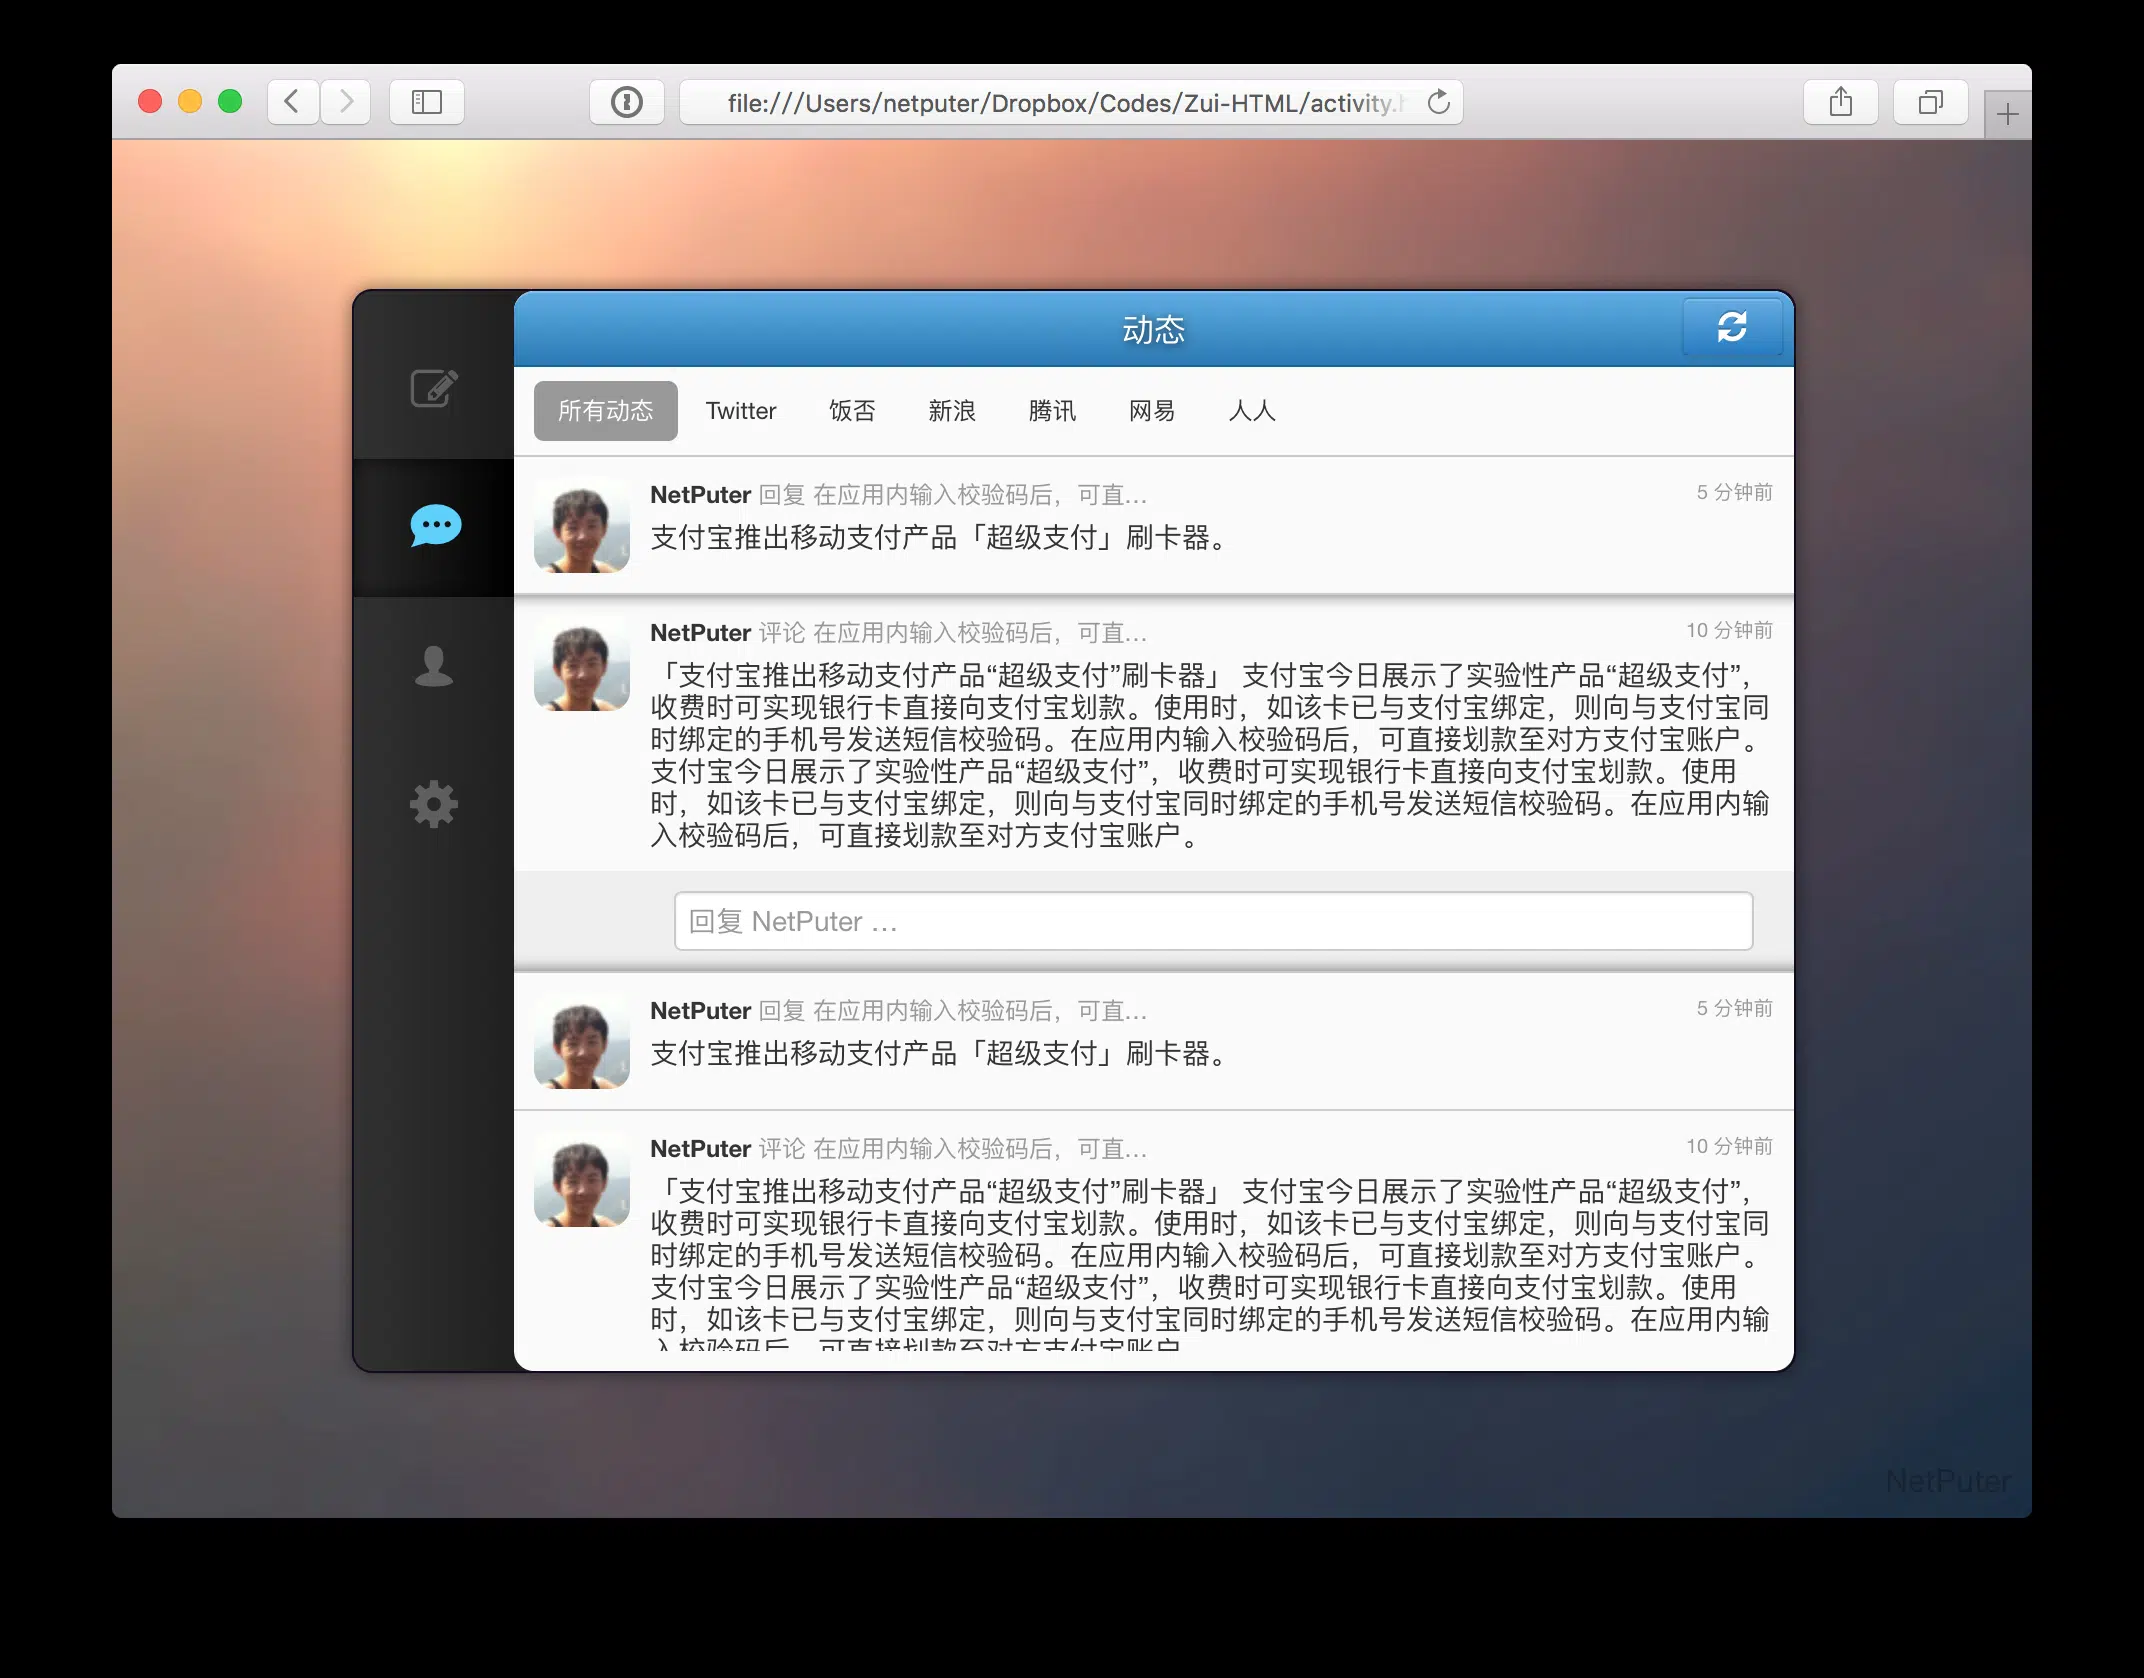 file:///Users/netputer/Dropbox/Codes/Zui-HTML/activity.h
动态
所有动态 Twitter 饭否 新浪 腾讯 网易 人人
NetPuter 回复 在应用内输入校验码后，可直… 5 分钟前
支付宝推出移动支付产品「超级支付」刷卡器。
NetPuter 评论 在应用内输入校验码后，可直… 10 分钟前
「支付宝推出移动支付产品“超级支付”刷卡器」 支付宝今日展示了实验性产品“超级支付”，
收费时可实现银行卡直接向支付宝划款。使用时，如该卡已与支付宝绑定，则向与支付宝同
时绑定的手机号发送短信校验码。在应用内输入校验码后，可直接划款至对方支付宝账户。
支付宝今日展示了实验性产品“超级支付”，收费时可实现银行卡直接向支付宝划款。使用
时，如该卡已与支付宝绑定，则向与支付宝同时绑定的手机号发送短信校验码。在应用内输
入校验码后，可直接划款至对方支付宝账户。
回复 NetPuter …
NetPuter 回复 在应用内输入校验码后，可直… 5 分钟前
支付宝推出移动支付产品「超级支付」刷卡器。
NetPuter 评论 在应用内输入校验码后，可直… 10 分钟前
「支付宝推出移动支付产品“超级支付”刷卡器」 支付宝今日展示了实验性产品“超级支付”，
收费时可实现银行卡直接向支付宝划款。使用时，如该卡已与支付宝绑定，则向与支付宝同
时绑定的手机号发送短信校验码。在应用内输入校验码后，可直接划款至对方支付宝账户。
支付宝今日展示了实验性产品“超级支付”，收费时可实现银行卡直接向支付宝划款。使用
时，如该卡已与支付宝绑定，则向与支付宝同时绑定的手机号发送短信校验码。在应用内输
入校验码后，可直接划款至对方支付宝账户
NetPuter